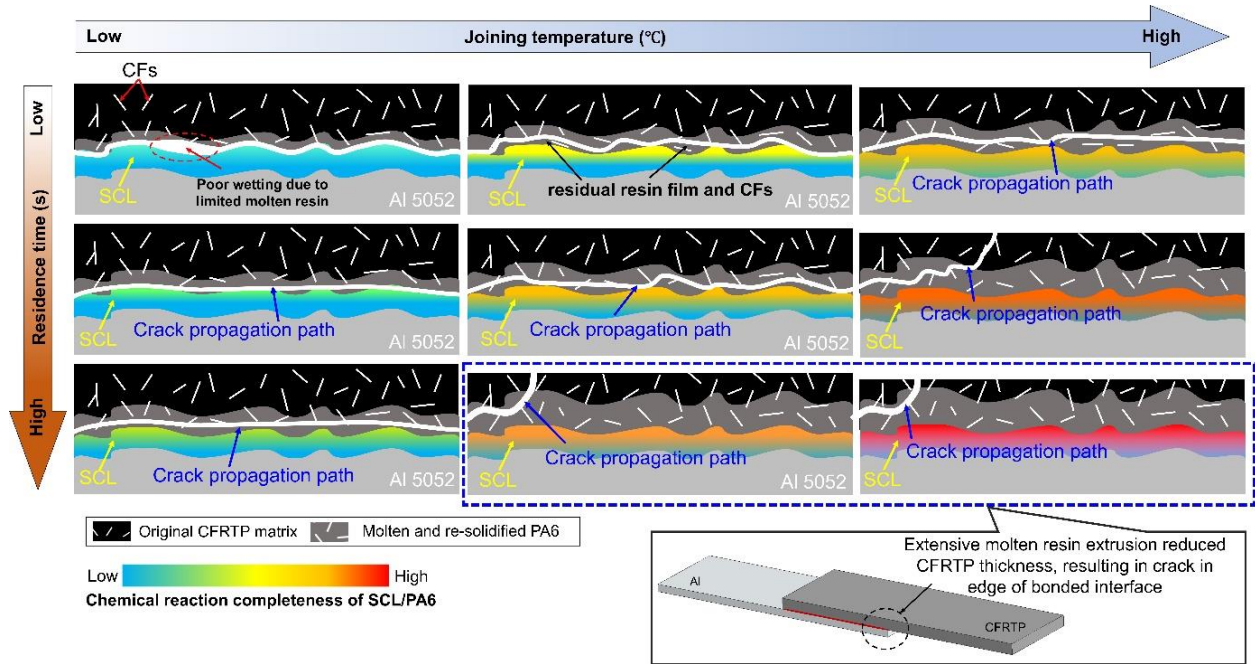 Low
Joining temperature (℃)
High
Low
Residence time (s)
High
CFs
SCL
Poor wetting due to
limited molten resin
Al 5052
SCL
residual resin film and CFs
Al 5052
SCL
Crack propagation path
SCL
Crack propagation path
Al 5052
SCL
Crack propagation path
Al 5052
SCL
Crack propagation path
SCL
Crack propagation path
Al 5052
SCL
Crack propagation path
Al 5052
SCL
Crack propagation path
Original CFRTP matrix
Molten and re-solidified PA6
Low
High
Chemical reaction completeness of SCL/PA6
Extensive molten resin extrusion reduced
CFRTP thickness, resulting in crack in
edge of bonded interface
Al
CFRTP